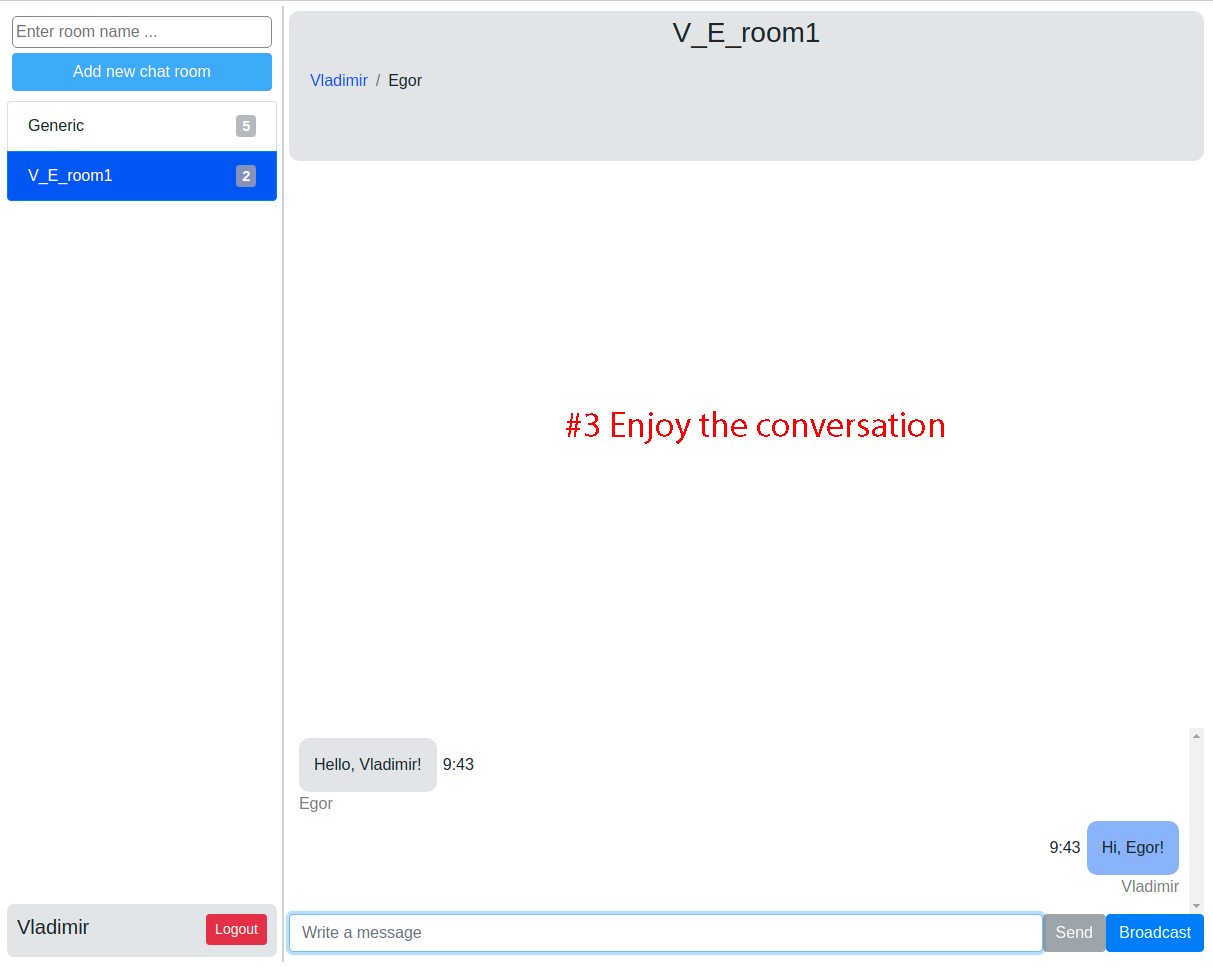 Enter room name ...
Add new chat room
Generic 5
V_E_room1 2
V_E_room1
Vladimir / Egor
#3 Enjoy the conversation
Hello, Vladimir! 9:43
Egor
9:43 Hi, Egor!
Vladimir
Vladimir Logout
Write a message Send Broadcast